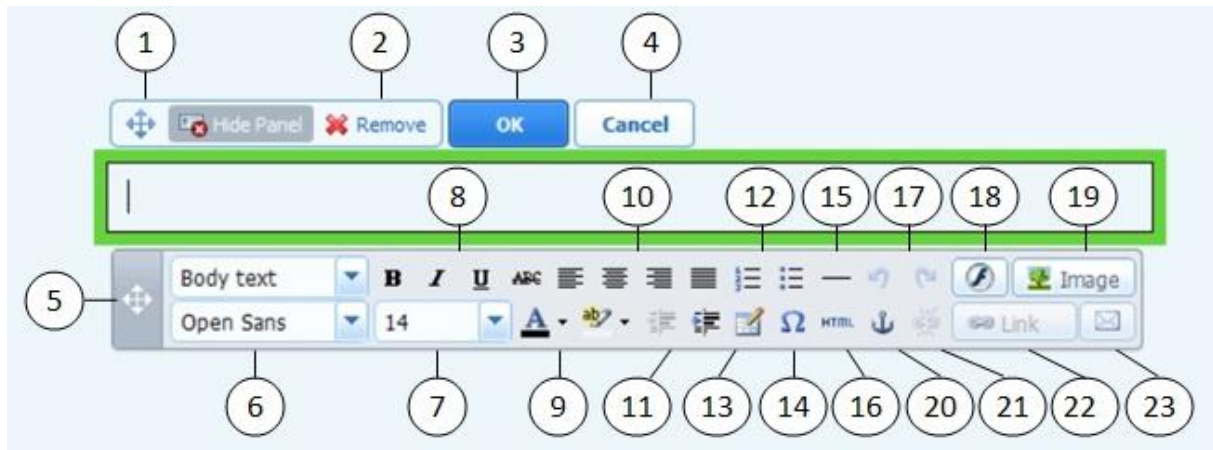 1 2 3 4
Hide Panel Remove OK Cancel
8 10 12 15 17 18 19
5 Body text B I U ABC Image
Open Sans 14 A ab Ω HTML Link
6 7 9 11 13 14 16 20 21 22 23